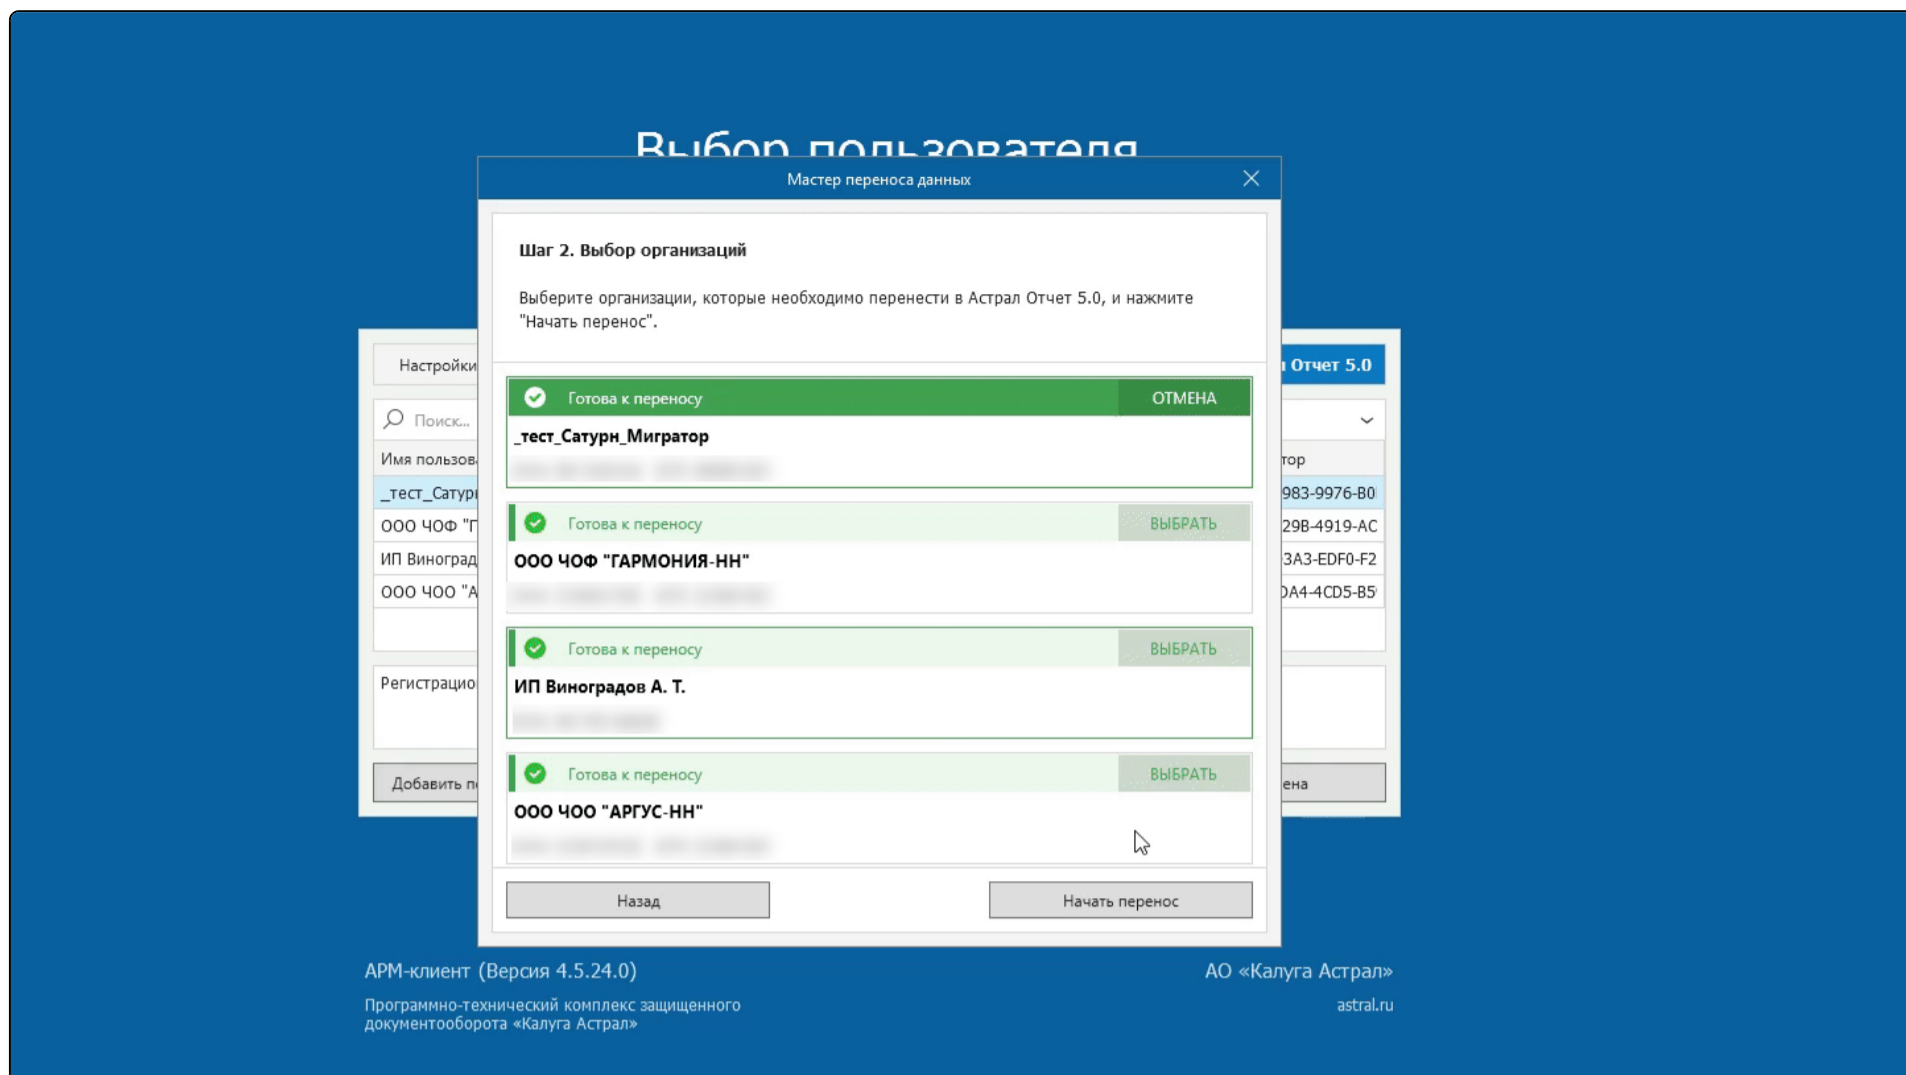 Выбор пользователя
Мастер переноса данных
Шаг 2. Выбор организаций
Выберите организации, которые необходимо перенести в Астрал Отчет 5.0, и нажмите
"Начать перенос".
Настройки
Отчет 5.0
Готова к переносу
ОТМЕНА
Поиск...
_тест_Сатурн_Мигратор
Имя пользов
тор
_тест_Сатур
983-9976-B0
Готова к переносу
ВЫБРАТЬ
ООО ЧОФ "Г
29B-4919-AC
ООО ЧОФ "ГАРМОНИЯ-НН"
ИП Виноград
3A3-EDF0-F2
ООО ЧОО "А
DA4-4CD5-B5
Готова к переносу
ВЫБРАТЬ
Регистрацио
ИП Виноградов А. Т.
Готова к переносу
ВЫБРАТЬ
Добавить п
ена
ООО ЧОО "АРГУС-НН"
Назад
Начать перенос
АРМ-клиент (Версия 4.5.24.0)
АО «Калуга Астрал»
Программно-технический комплекс защищенного
astral.ru
документооборота «Калуга Астрал»